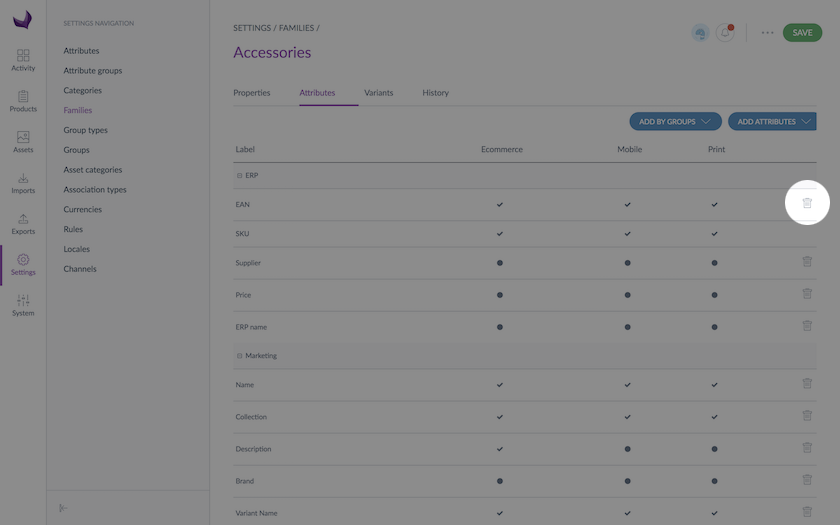 SETTINGS NAVIGATION
Attributes
Attribute groups
Categories
Families
Group types
Groups
Asset categories
Association types
Currencies
Rules
Locales
Channels
Activity
Products
Assets
Imports
Exports
Settings
System
SETTINGS / FAMILIES /
SAVE
Accessories
Properties Attributes Variants History
ADD BY GROUPS ADD ATTRIBUTES
Label Ecommerce Mobile Print
ERP
EAN
SKU
Supplier
Price
ERP name
Marketing
Name
Collection
Description
Brand
Variant Name